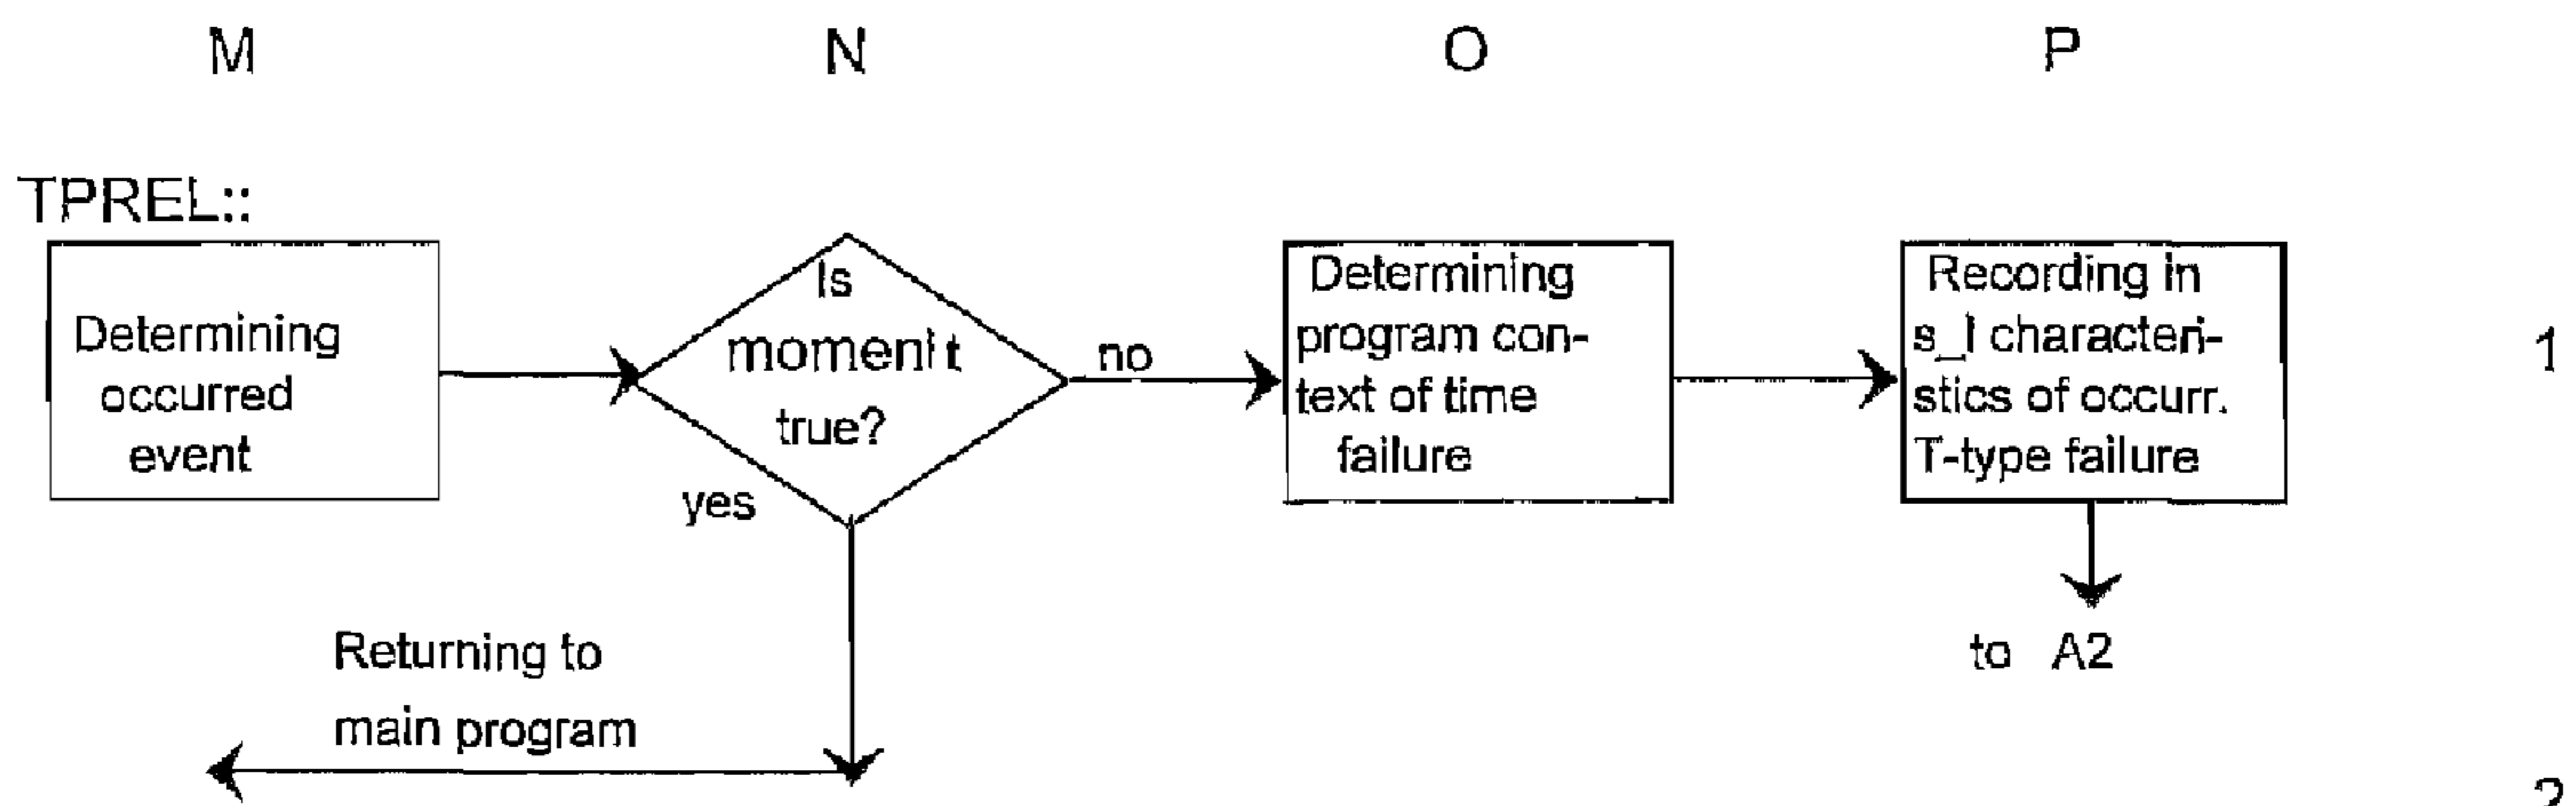 M N O P
TPREL::
Determining
occurred
event
Is
moment t
true?
no
yes
Determining
program con-
text of time
failure
Recording in
s_l characteri-
stics of occurr.
T-type failure
1
Returning to
main program
to A2
2